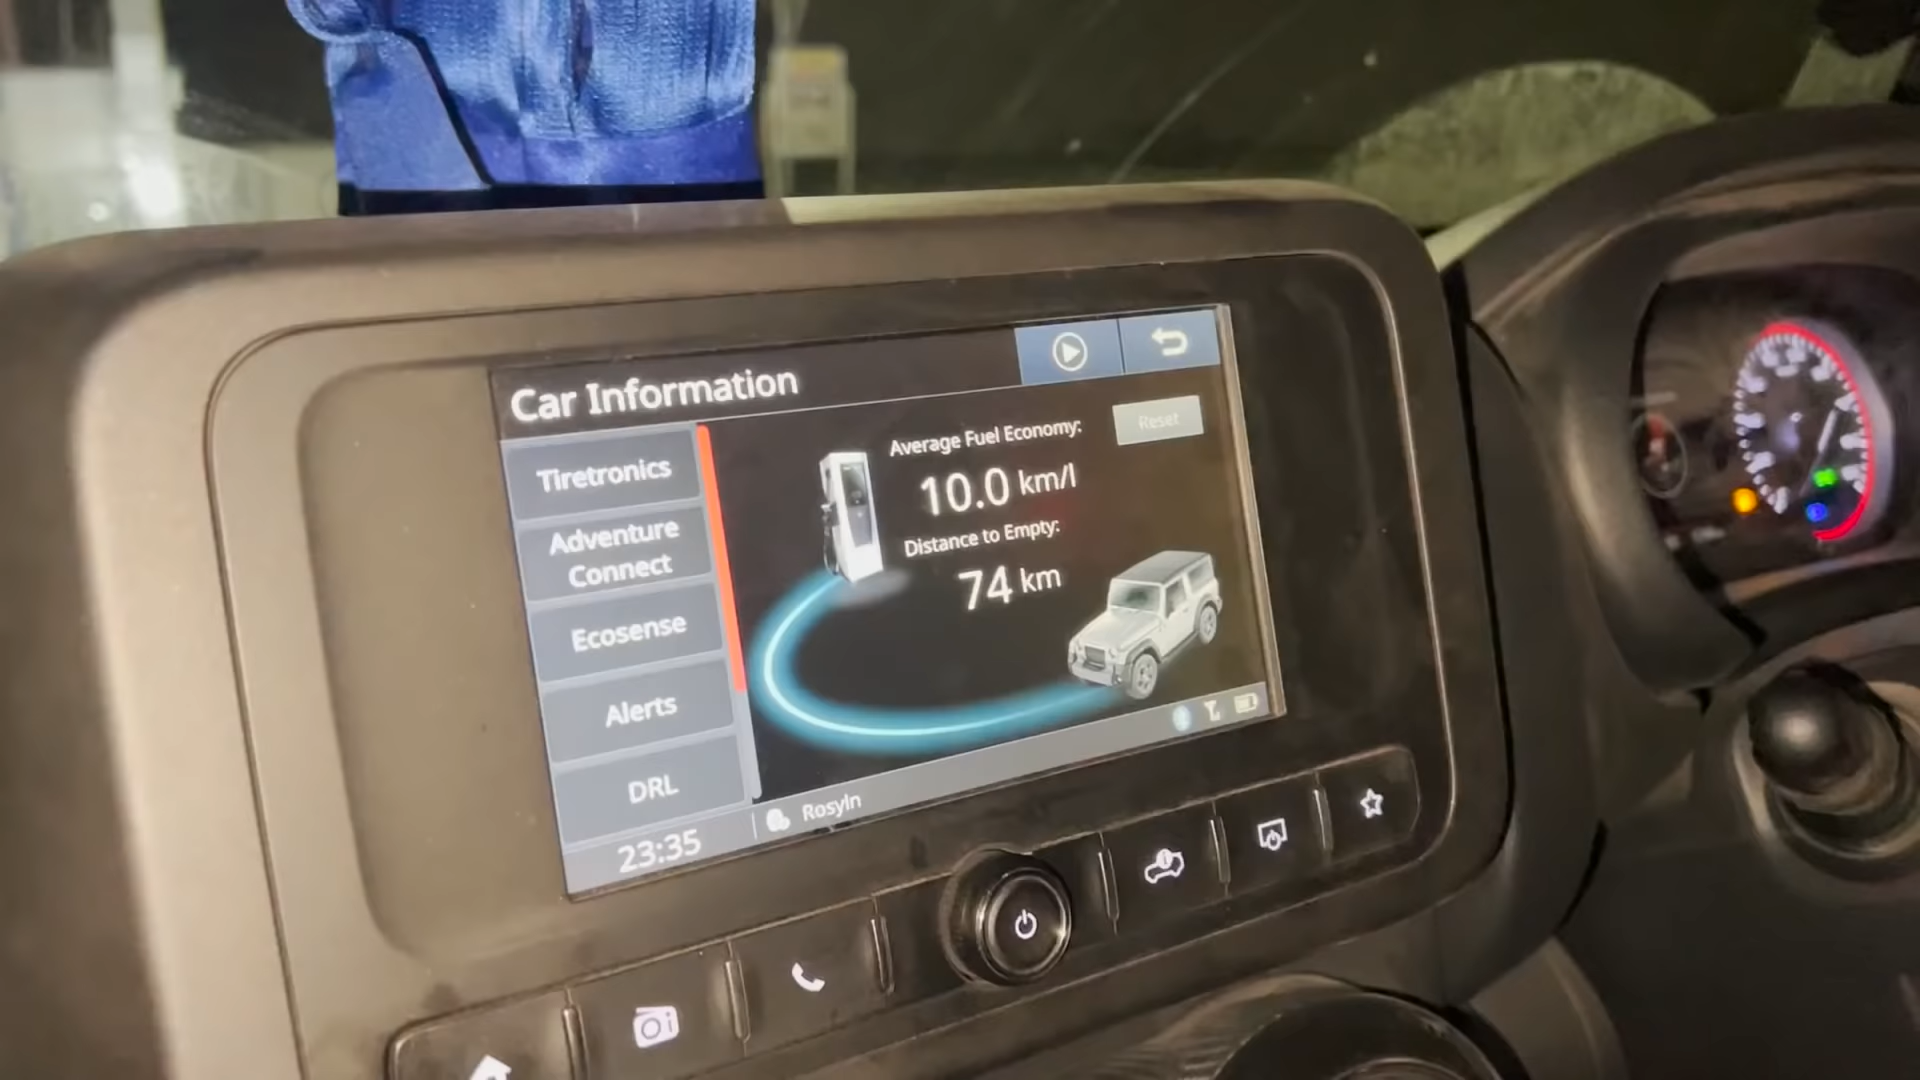 Car Information
Tiretronics
Adventure
Connect
Ecosense
Alerts
DRL
Average Fuel Economy:
Reset
10.0 km/l
Distance to Empty:
74 km
23:35
Rosyln